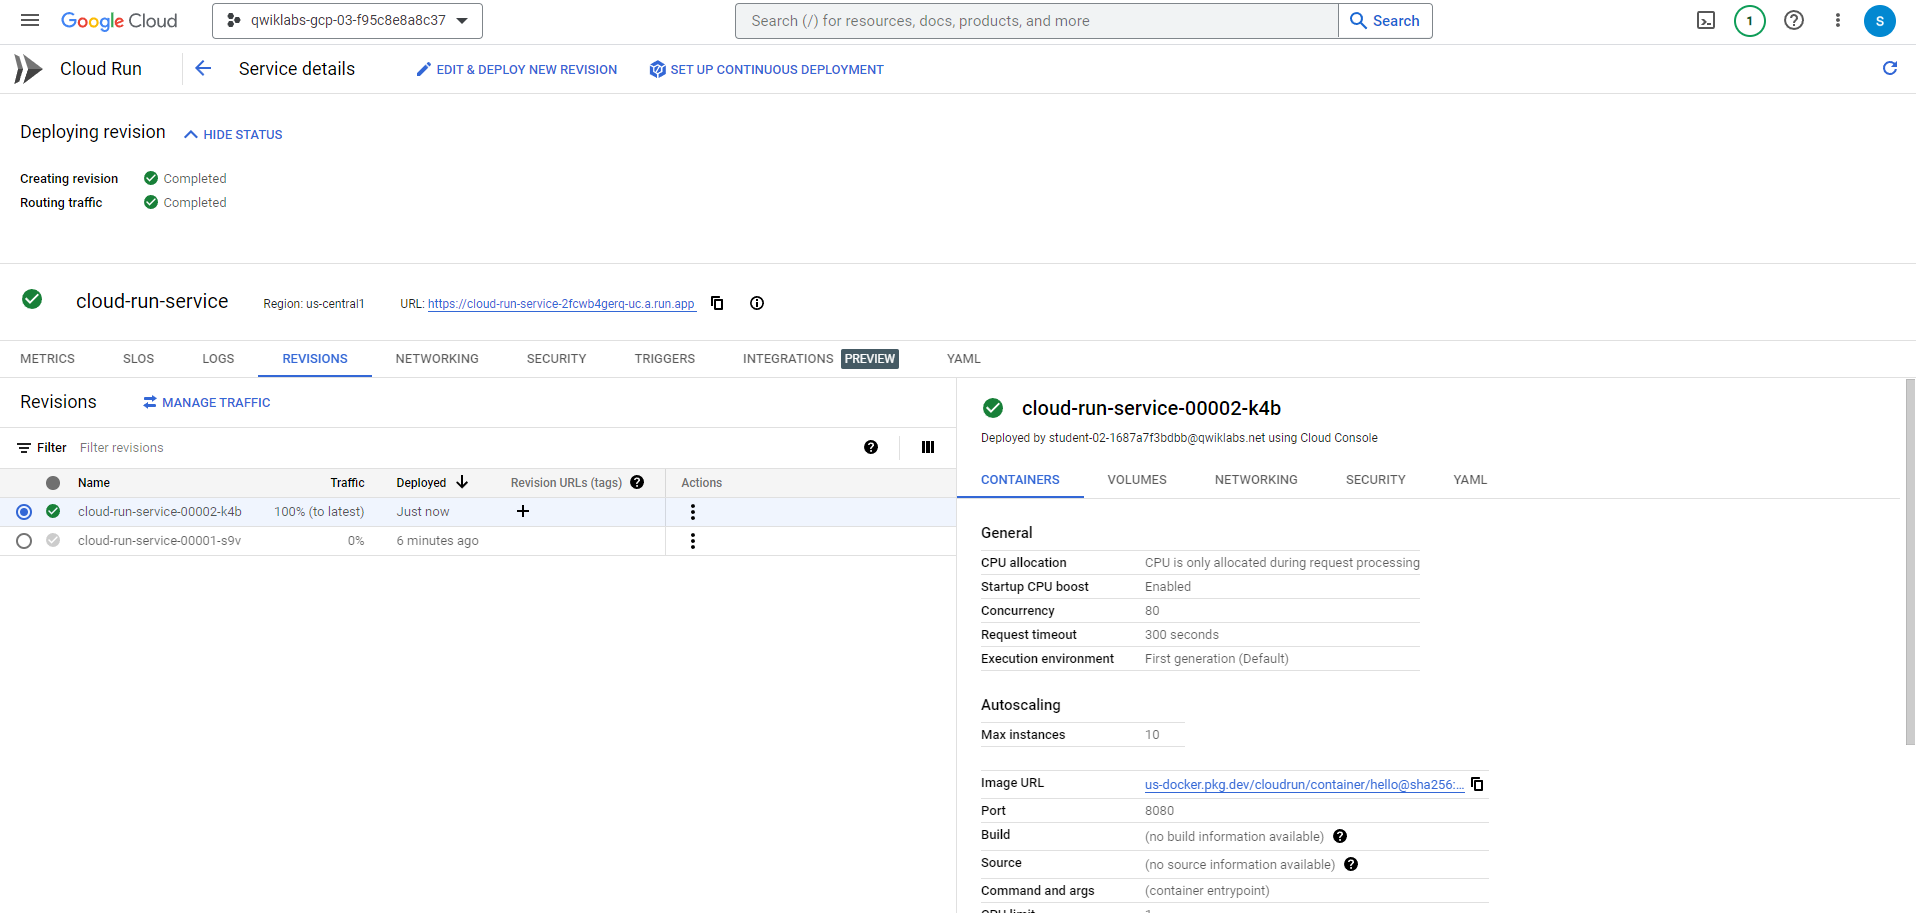 Google Cloud
qwiklabs-gcp-03-f95c8e8a8c37
Search (/) for resources, docs, products, and more
Search
1
S
Cloud Run
Service details
EDIT & DEPLOY NEW REVISION
SET UP CONTINUOUS DEPLOYMENT
Deploying revision
HIDE STATUS
Creating revision Completed
Routing traffic Completed
cloud-run-service
Region: us-central1
URL: https://cloud-run-service-2fcwb4gerq-uc.a.run.app
METRICS SLOS LOGS REVISIONS NETWORKING SECURITY TRIGGERS INTEGRATIONS PREVIEW YAML
Revisions
MANAGE TRAFFIC
Filter Filter revisions
Name Traffic Deployed Revision URLs (tags) Actions
cloud-run-service-00002-k4b 100% (to latest) Just now
cloud-run-service-00001-s9v 0% 6 minutes ago
cloud-run-service-00002-k4b
Deployed by student-02-1687a7f3bdbb@qwiklabs.net using Cloud Console
CONTAINERS VOLUMES NETWORKING SECURITY YAML
General
CPU allocation CPU is only allocated during request processing
Startup CPU boost Enabled
Concurrency 80
Request timeout 300 seconds
Execution environment First generation (Default)
Autoscaling
Max instances 10
Image URL us-docker.pkg.dev/cloudrun/container/hello@sha256:...
Port 8080
Build (no build information available)
Source (no source information available)
Command and args (container entrypoint)
CPU limit 1